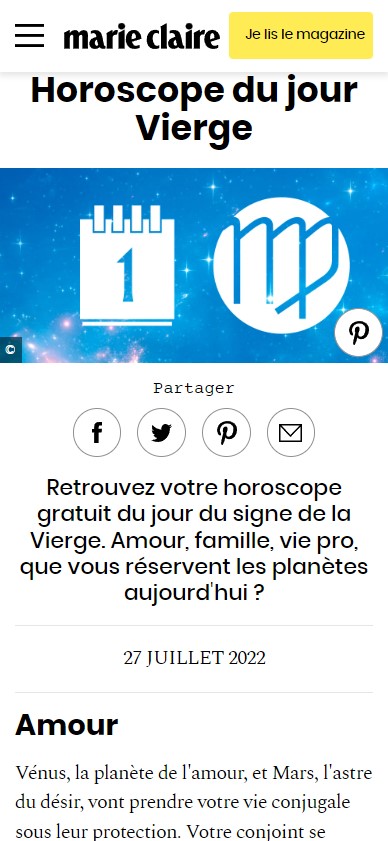 marie claire
Je lis le magazine
Horoscope du jour
Vierge
1
©
Partager
Retrouvez votre horoscope
gratuit du jour du signe de la
Vierge. Amour, famille, vie pro,
que vous réservent les planètes
aujourd'hui ?
27 JUILLET 2022
Amour
Vénus, la planète de l'amour, et Mars, l'astre
du désir, vont prendre votre vie conjugale
sous leur protection. Votre conjoint se